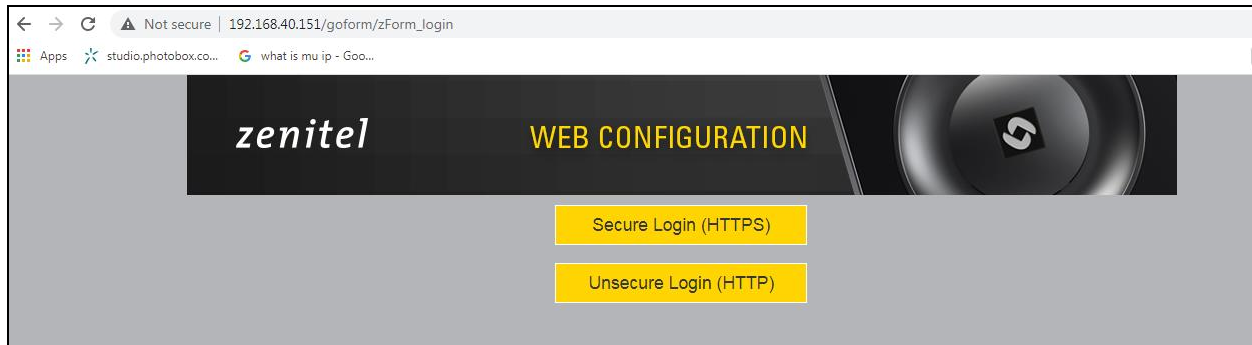 Not secure | 192.168.40.151/goform/zForm_login
Apps studio.photobox.co... what is mu ip - Goo...
zenitel WEB CONFIGURATION
Secure Login (HTTPS)
Unsecure Login (HTTP)